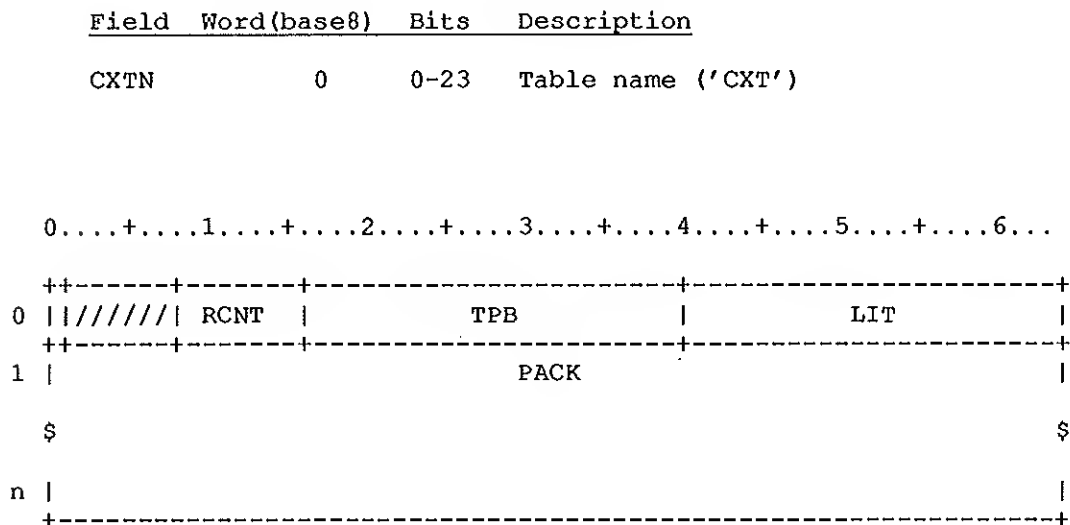 Field  Word(base8)  Bits  Description
CXTN  0  0-23  Table name ('CXT')
0....+....1....+....2....+....3....+....4....+....5....+....6...
++-------+-------+-----------------------+-----------------------+
0 ||///////| RCNT | TPB | LIT |
++-------+-------+-----------------------+-----------------------+
1 | PACK |
$ $
n | |
+----------------------------------------------------------------+